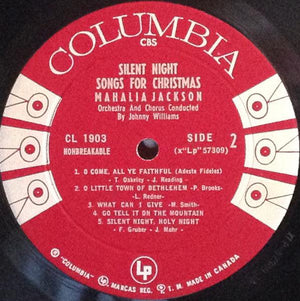 COLUMBIA
CBS
SILENT NIGHT
SONGS FOR CHRISTMAS
MAHALIA JACKSON
Orchestra And Chorus Conducted
By Johnny Williams
CL 1903
NONBREAKABLE
SIDE 2
(x"Lp"57309)
1 - O COME, ALL YE FAITHFUL (Adeste Fideles)
- T. Oakeley - J. Reading -
2 - O LITTLE TOWN OF BETHLEHEM - P. Brooks-
-L. Redner-
3 - WHAT CAN I GIVE -M. Smith-
4 - GO TELL IT ON THE MOUNTAIN
5 - SILENT NIGHT, HOLY NIGHT
- F. Gruber - J. Mohr -
Lp
® "COLUMBIA", , MARCAS REG. ® T. M. MADE IN CANADA